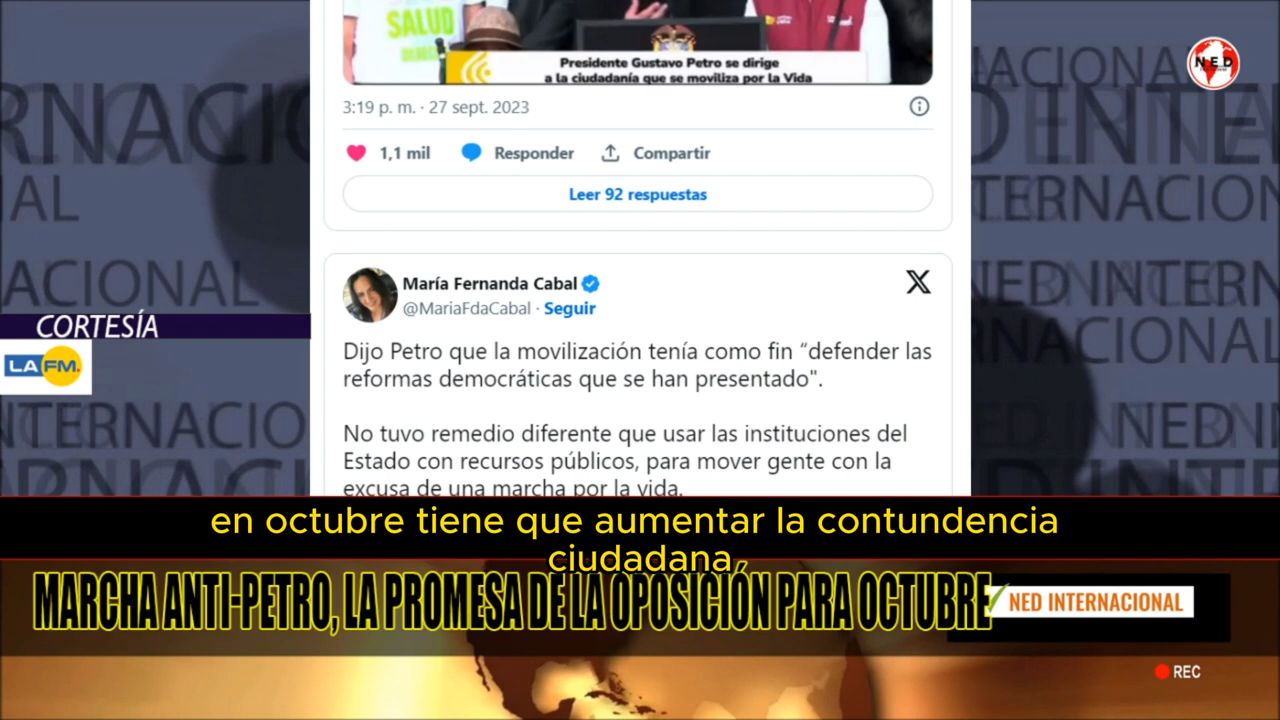 SALUD
Presidente Gustavo Petro se dirige
a la ciudadanía que se moviliza por la Vida
NED
3:19 p. m. · 27 sept. 2023
1,1 mil Responder Compartir
Leer 92 respuestas
María Fernanda Cabal
@MariaFdaCabal · Seguir
CORTESÍA
LA FM.
Dijo Petro que la movilización tenía como fin “defender las
reformas democráticas que se han presentado".
No tuvo remedio diferente que usar las instituciones del
Estado con recursos públicos, para mover gente con la
excusa de una marcha por la vida.
en octubre tiene que aumentar la contundencia
ciudadana
MARCHA ANTI-PETRO, LA PROMESA DE LA OPOSICIÓN PARA OCTUBRE
NED INTERNACIONAL
REC